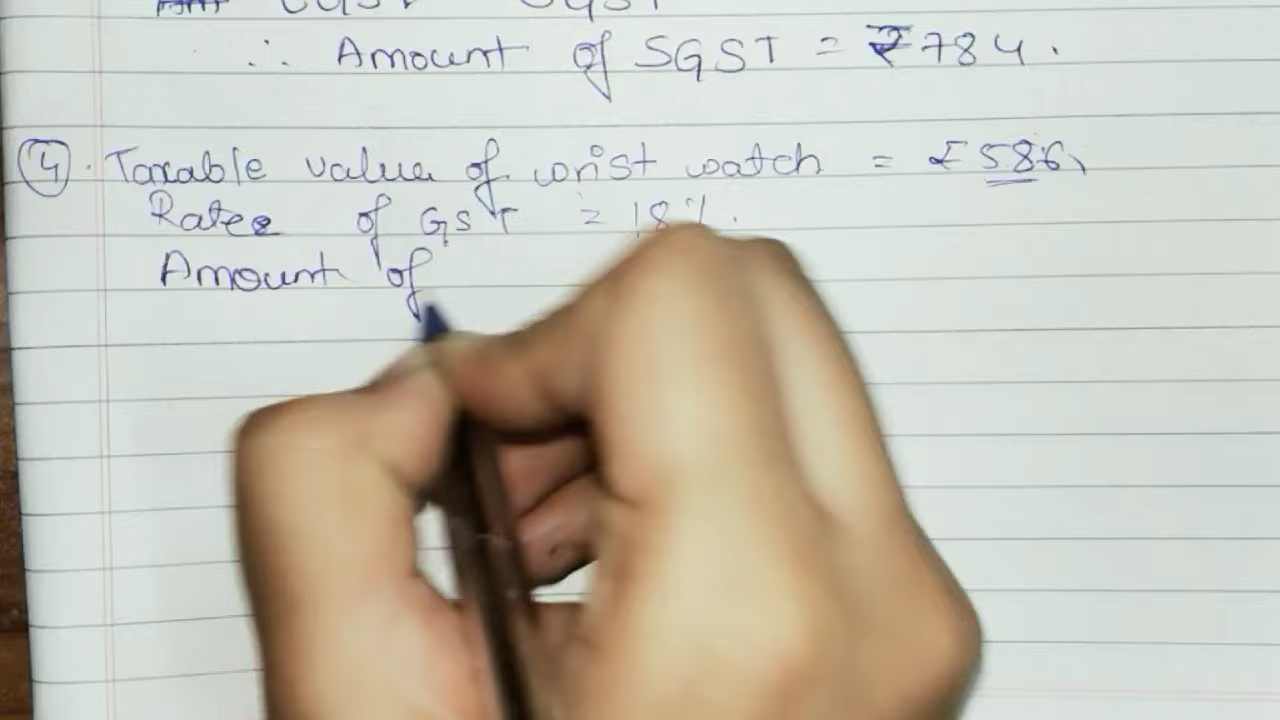 ∴ Amount of SGST = ₹784.
4. Taxable value of wrist watch = ₹586,
Rate of GST = 18%.
Amount of